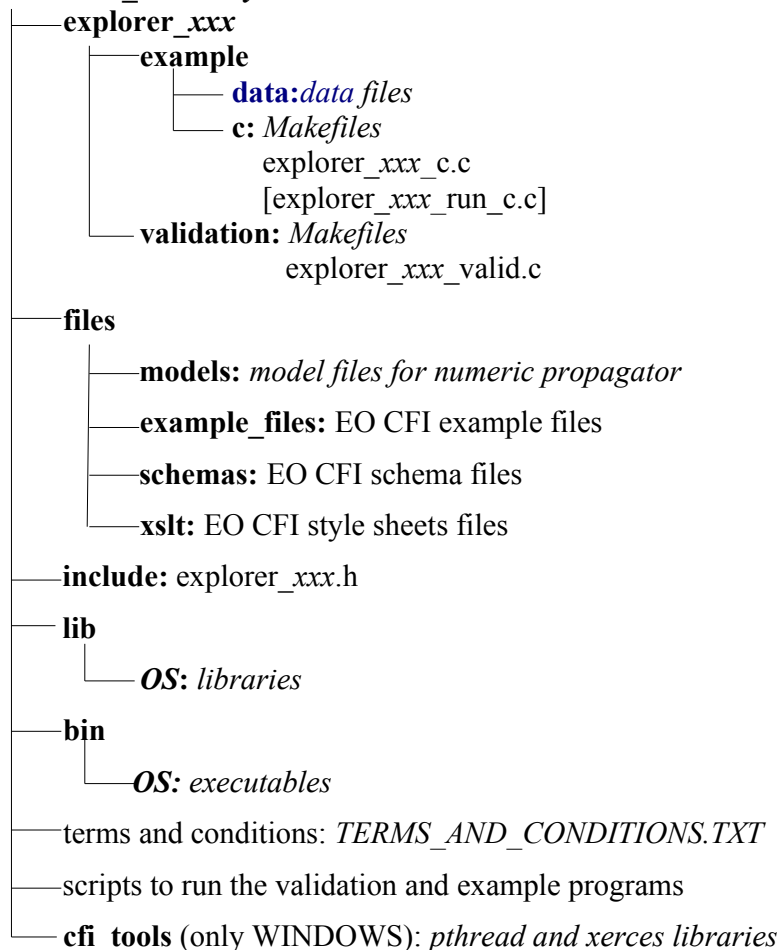 explorer_xxx
example
data:data files
c: Makefiles
explorer_xxx_c.c
[explorer_xxx_run_c.c]
validation: Makefiles
explorer_xxx_valid.c
files
models: model files for numeric propagator
example_files: EO CFI example files
schemas: EO CFI schema files
xslt: EO CFI style sheets files
include: explorer_xxx.h
lib
OS: libraries
bin
OS: executables
terms and conditions: TERMS_AND_CONDITIONS.TXT
scripts to run the validation and example programs
cfi_tools (only WINDOWS): pthread and xerces libraries